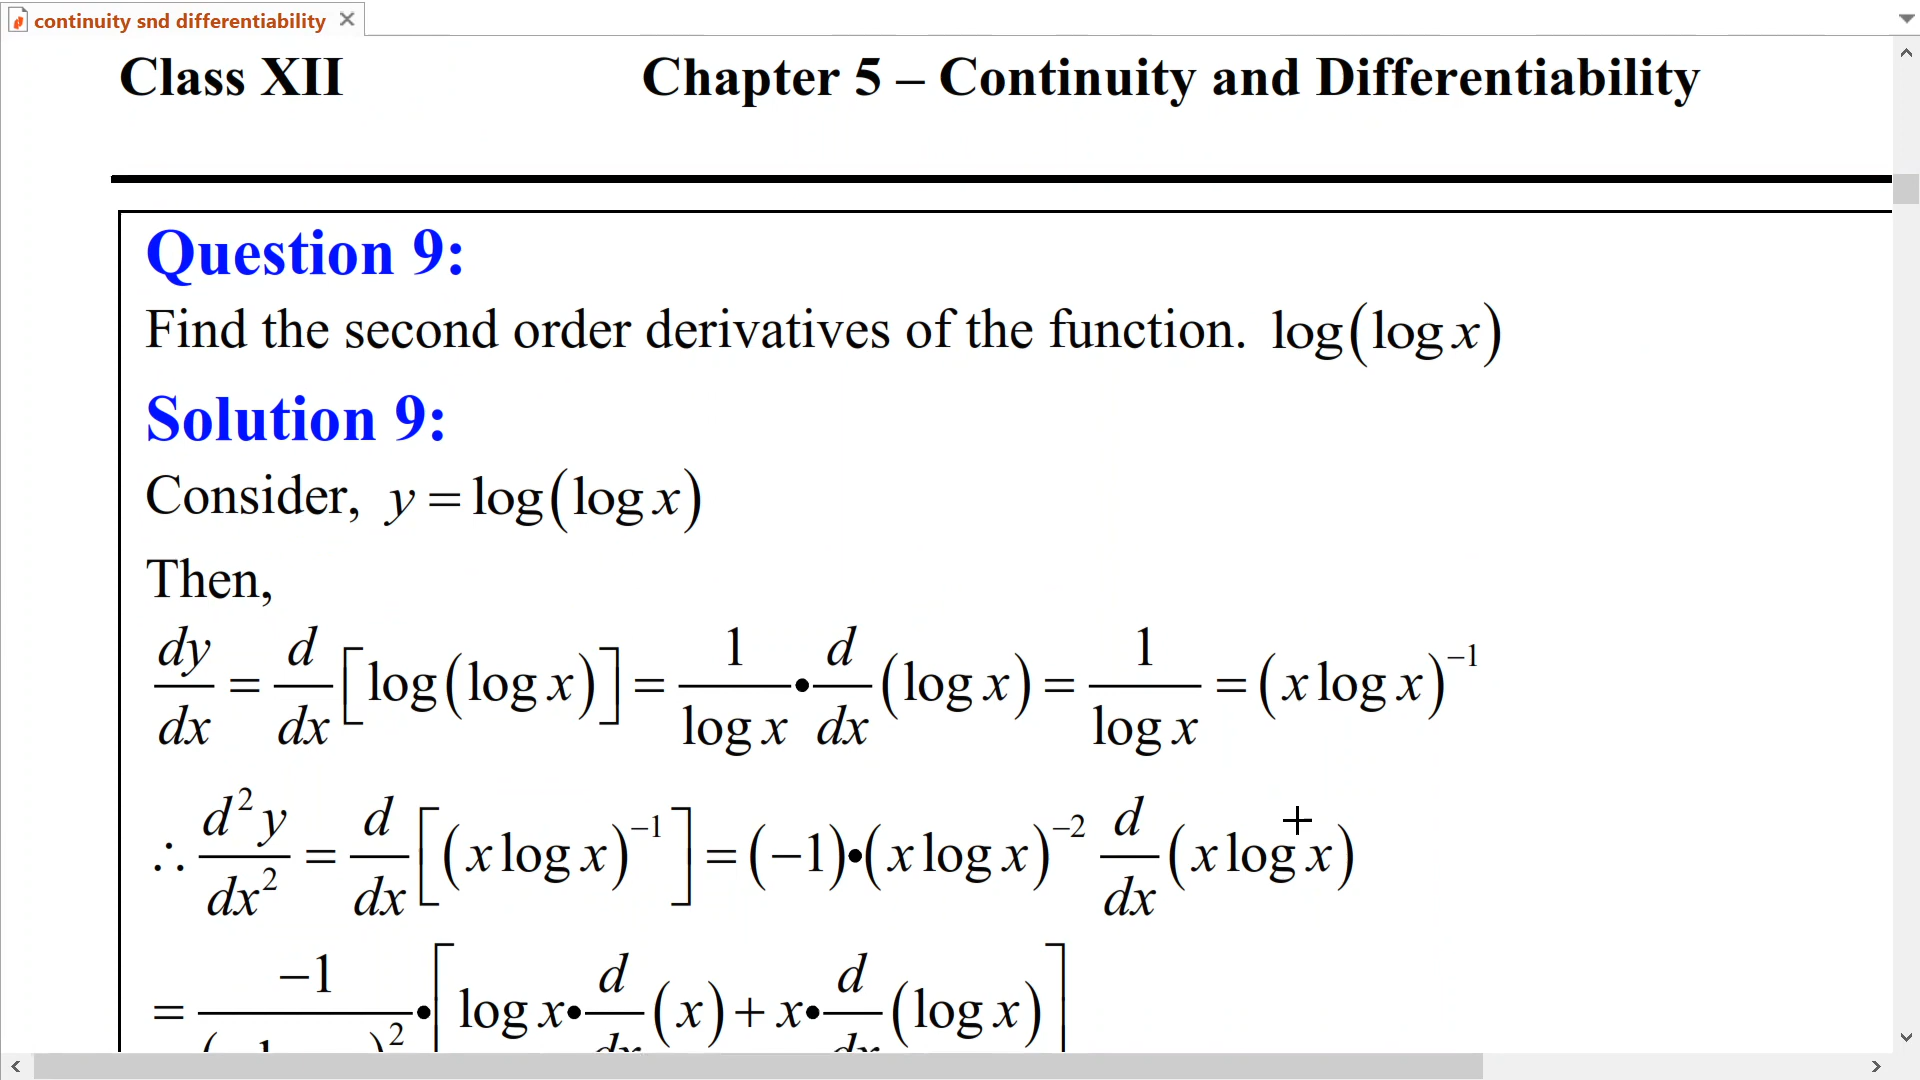 continuity snd differentiability
Class XII Chapter 5 – Continuity and Differentiability
Question 9:
Find the second order derivatives of the function. log(log x)
Solution 9:
Consider, y = log(log x)
Then,
dy/dx = d/dx [log(log x)] = 1/log x • d/dx (log x) = 1/log x = (x log x)⁻¹
∴ d²y/dx² = d/dx [(x log x)⁻¹] = (−1)•(x log x)⁻² d/dx (x log x)
= −1/( )² • [log x • d/dx (x) + x • d/dx (log x)]